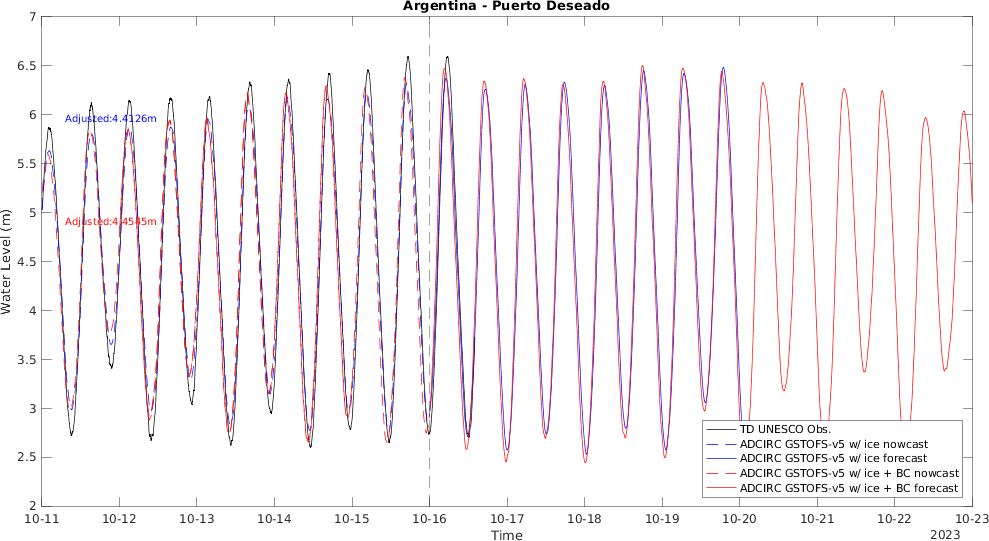 Argentina - Puerto Deseado
7
6.5
6
5.5
5
4.5
4
3.5
3
2.5
2
Water Level (m)
Adjusted:4.4126m
Adjusted:4.4545m
TD UNESCO Obs.
ADCIRC GSTOFS-v5 w/ ice nowcast
ADCIRC GSTOFS-v5 w/ ice forecast
ADCIRC GSTOFS-v5 w/ ice + BC nowcast
ADCIRC GSTOFS-v5 w/ ice + BC forecast
10-11 10-12 10-13 10-14 10-15 10-16 10-17 10-18 10-19 10-20 10-21 10-22 10-23
Time
2023